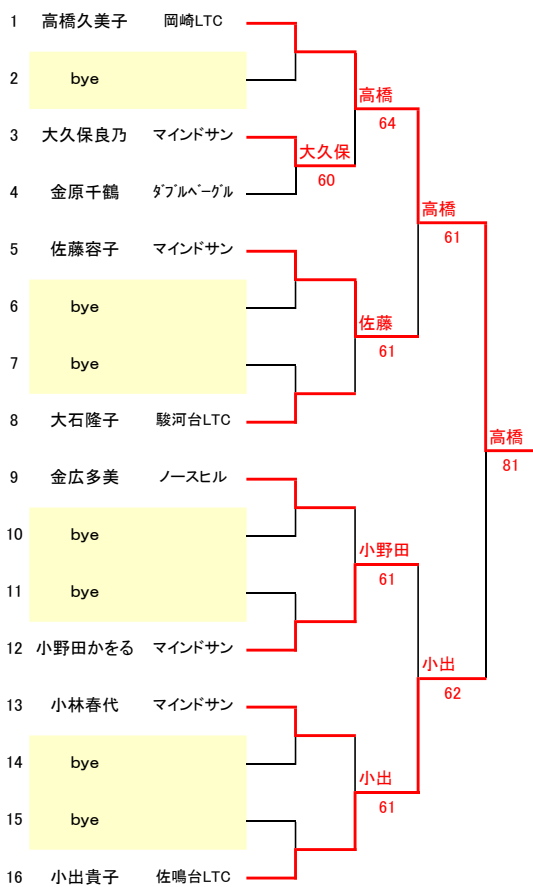 1 高橋久美子 岡崎LTC
2 bye
高橋
64
3 大久保良乃 マインドサン
大久保
60
4 金原千鶴 ダブルベーグル
高橋
61
5 佐藤容子 マインドサン
6 bye
佐藤
61
7 bye
8 大石隆子 駿河台LTC
高橋
81
9 金広多美 ノースヒル
10 bye
小野田
61
11 bye
12 小野田かをる マインドサン
小出
62
13 小林春代 マインドサン
14 bye
小出
61
15 bye
16 小出貴子 佐鳴台LTC